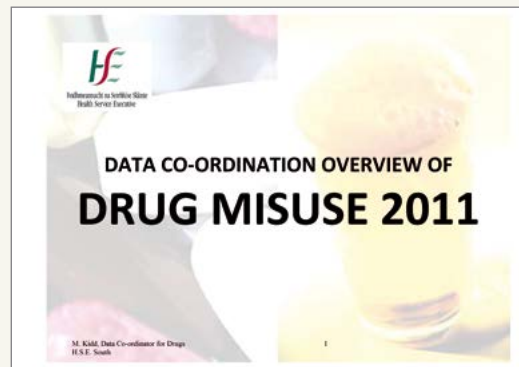 HSE
Feidhmeannacht na Seirbhíse Sláinte
Health Service Executive
DATA CO-ORDINATION OVERVIEW OF
DRUG MISUSE 2011
M. Kidd, Data Co-ordinator for Drugs
H.S.E. South
1